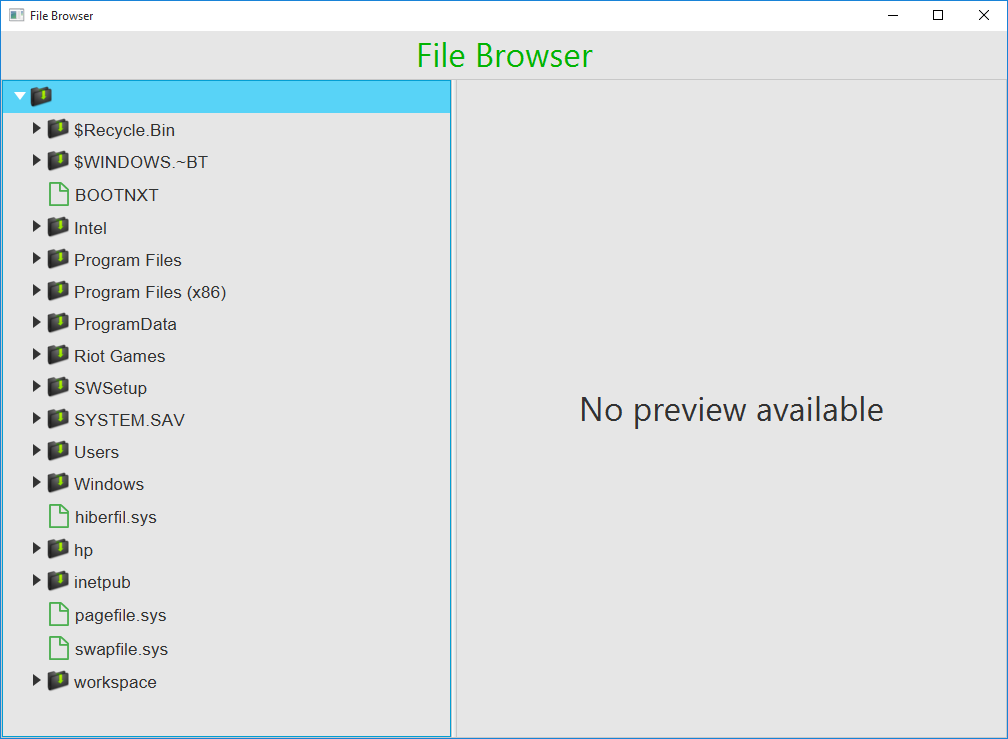 File Browser
File Browser
$Recycle.Bin
$WINDOWS.~BT
BOOTNXT
Intel
Program Files
Program Files (x86)
ProgramData
Riot Games
SWSetup
SYSTEM.SAV
Users
Windows
hiberfil.sys
hp
inetpub
pagefile.sys
swapfile.sys
workspace
No preview available